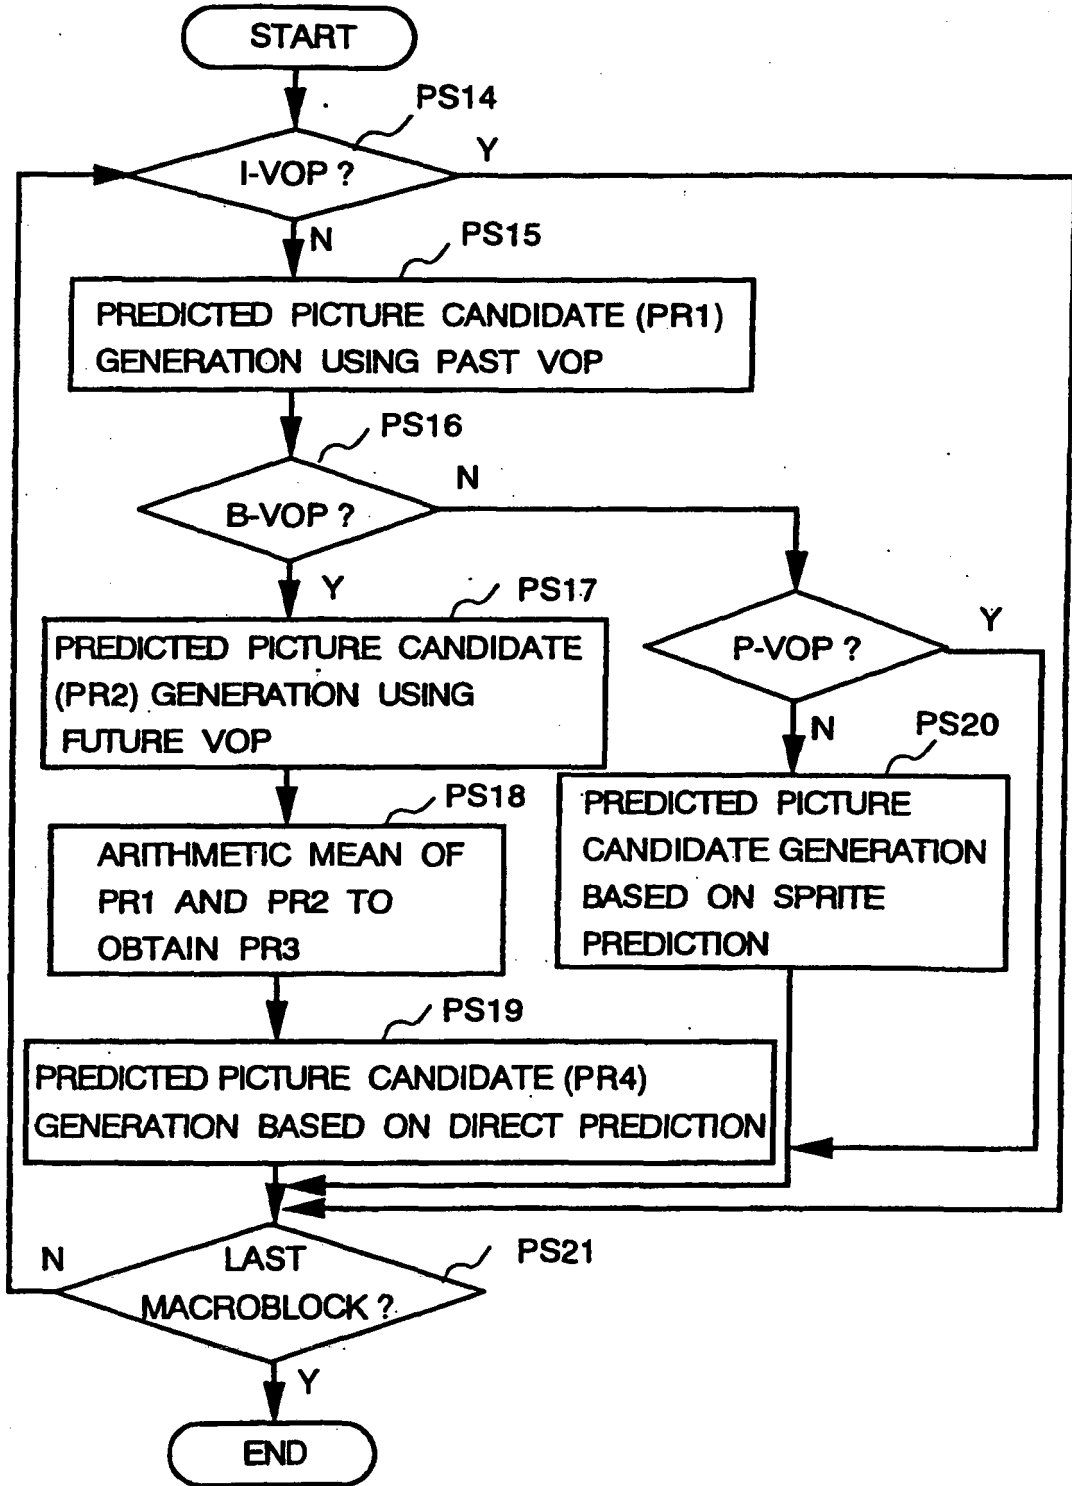 START
PS14
I-VOP ?
Y
N
PS15
PREDICTED PICTURE CANDIDATE (PR1)
GENERATION USING PAST VOP
PS16
B-VOP ?
N
Y
PS17
PREDICTED PICTURE CANDIDATE
(PR2) GENERATION USING
FUTURE VOP
P-VOP ?
Y
N
PS20
PREDICTED PICTURE
CANDIDATE GENERATION
BASED ON SPRITE
PREDICTION
PS18
ARITHMETIC MEAN OF
PR1 AND PR2 TO
OBTAIN PR3
PS19
PREDICTED PICTURE CANDIDATE (PR4)
GENERATION BASED ON DIRECT PREDICTION
N
LAST
MACROBLOCK ?
PS21
Y
END